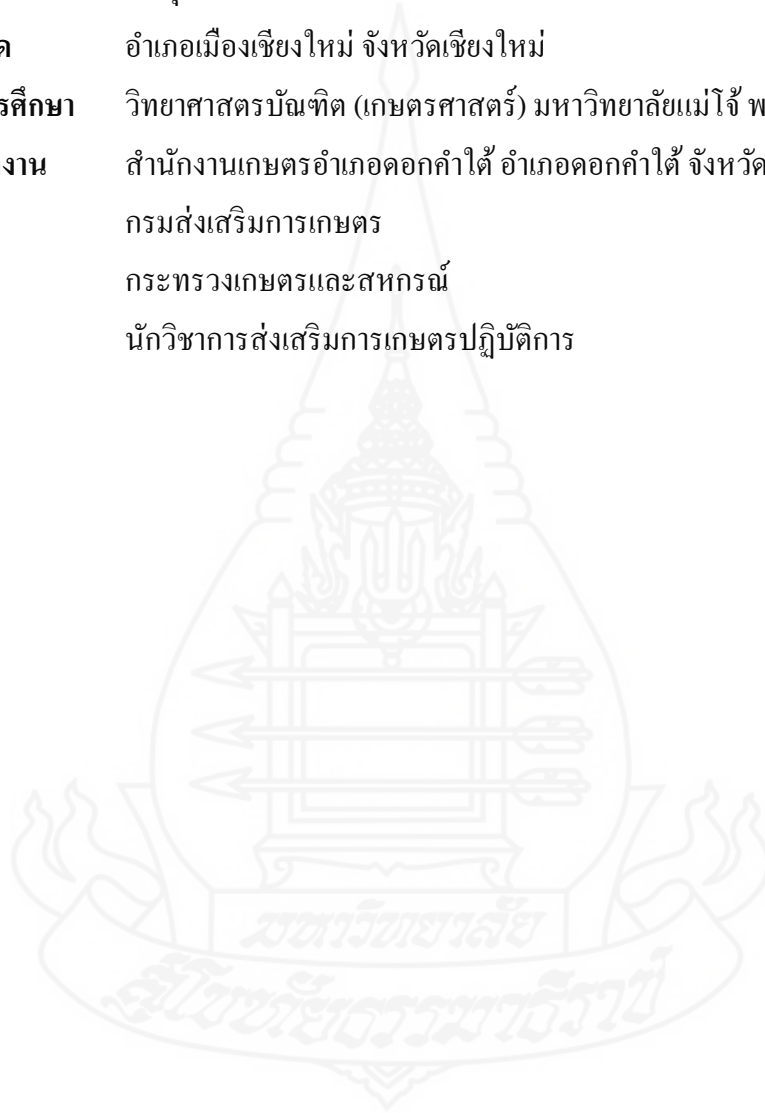 ด อำเภอเมืองเชียงใหม่ จังหวัดเชียงใหม่
รศึกษา วิทยาศาสตรบัณฑิต (เกษตรศาสตร์) มหาวิทยาลัยแม่โจ้ พ
งาน สำนักงานเกษตรอำเภอดอกคำใต้ อำเภอดอกคำใต้ จังหวัด
กรมส่งเสริมการเกษตร
กระทรวงเกษตรและสหกรณ์
นักวิชาการส่งเสริมการเกษตรปฏิบัติการ
มหาวิทยาลัย
สุโขทัยธรรมาธิราช